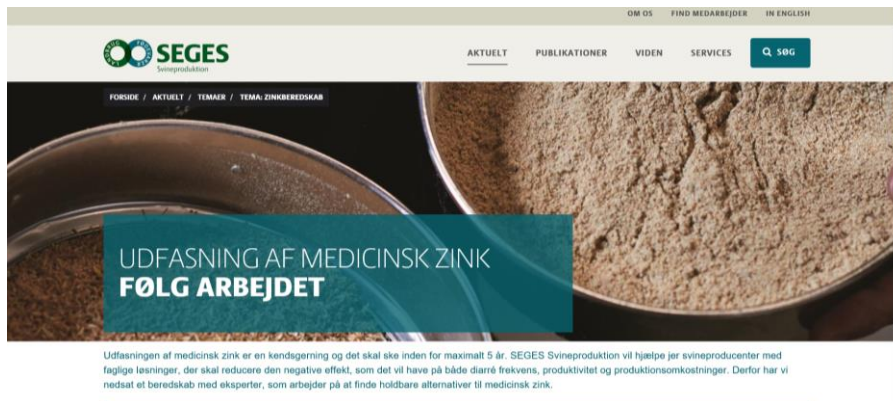 OM OS FIND MEDARBEJDER IN ENGLISH
SEGES
Svineproduktion
AKTUELT PUBLIKATIONER VIDEN SERVICES SØG
FORSIDE / AKTUELT / TEMAER / TEMA: ZINKBEREDSKAB
UDFASNING AF MEDICINSK ZINK
FØLG ARBEJDET
Udfasningen af medicinsk zink er en kendsgerning og det skal ske inden for maximalt 5 år. SEGES Svineproduktion vil hjælpe jer svineproducenter med
faglige løsninger, der skal reducere den negative effekt, som det vil have på både diarré frekvens, produktivitet og produktionsomkostninger. Derfor har vi
nedsat et beredskab med eksperter, som arbejder på at finde holdbare alternativer til medicinsk zink.